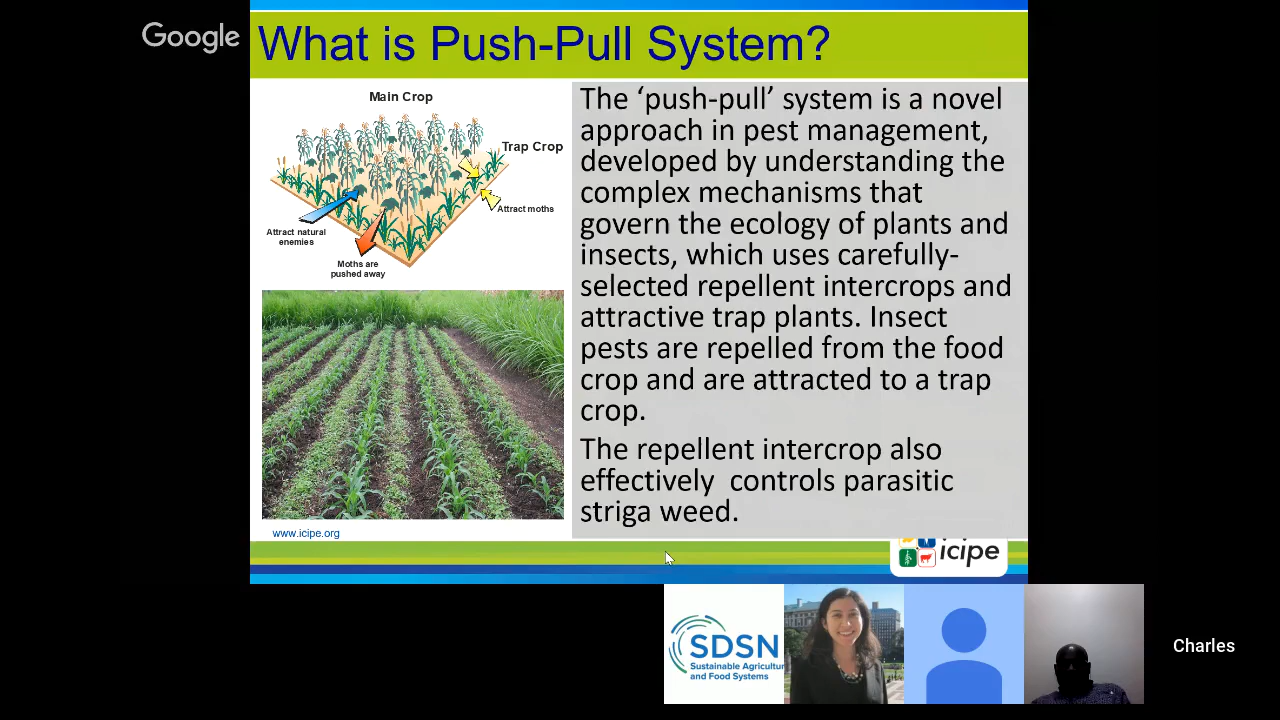 Google
What is Push-Pull System?
Main Crop
Trap Crop
Attract moths
Attract natural
enemies
Moths are
pushed away
www.icipe.org
The ‘push-pull’ system is a novel
approach in pest management,
developed by understanding the
complex mechanisms that
govern the ecology of plants and
insects, which uses carefully-
selected repellent intercrops and
attractive trap plants. Insect
pests are repelled from the food
crop and are attracted to a trap
crop.
The repellent intercrop also
effectively  controls parasitic
striga weed.
icipe
SDSN
Sustainable Agricultu
and Food Systems
Charles